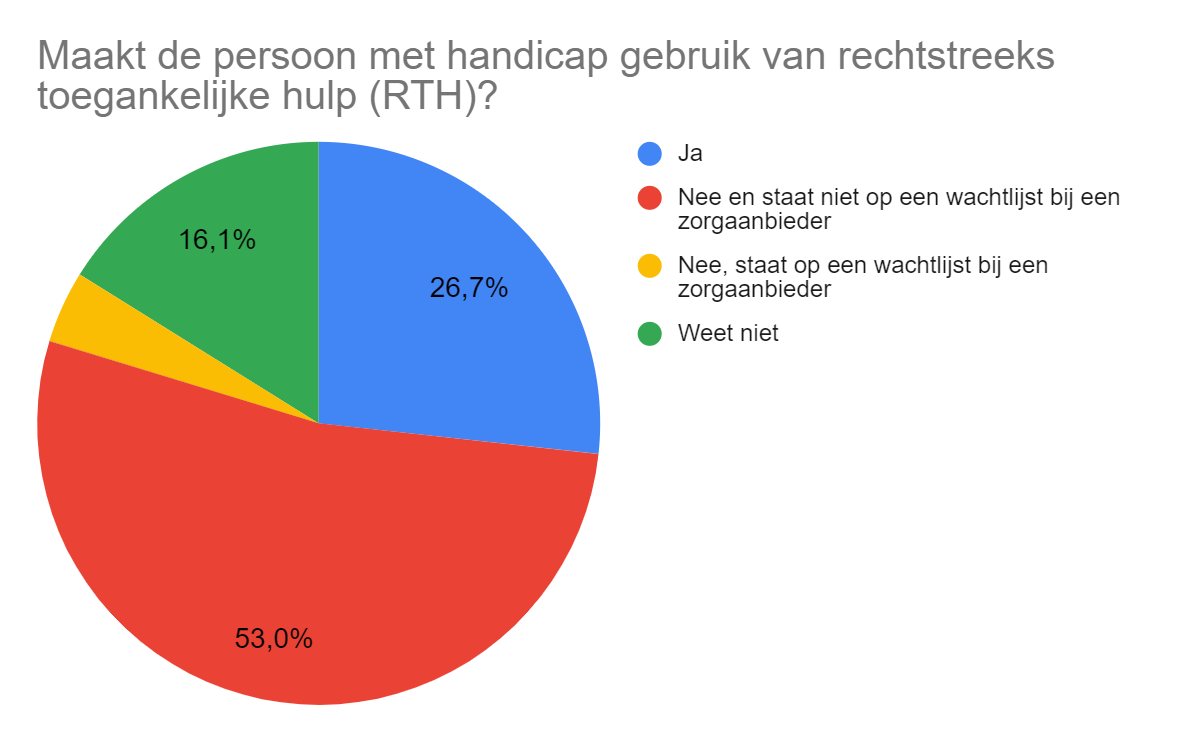 Maakt de persoon met handicap gebruik van rechtstreeks
toegankelijke hulp (RTH)?
Ja
Nee en staat niet op een wachtlijst bij een
zorgaanbieder
Nee, staat op een wachtlijst bij een
zorgaanbieder
Weet niet
16,1%
26,7%
53,0%